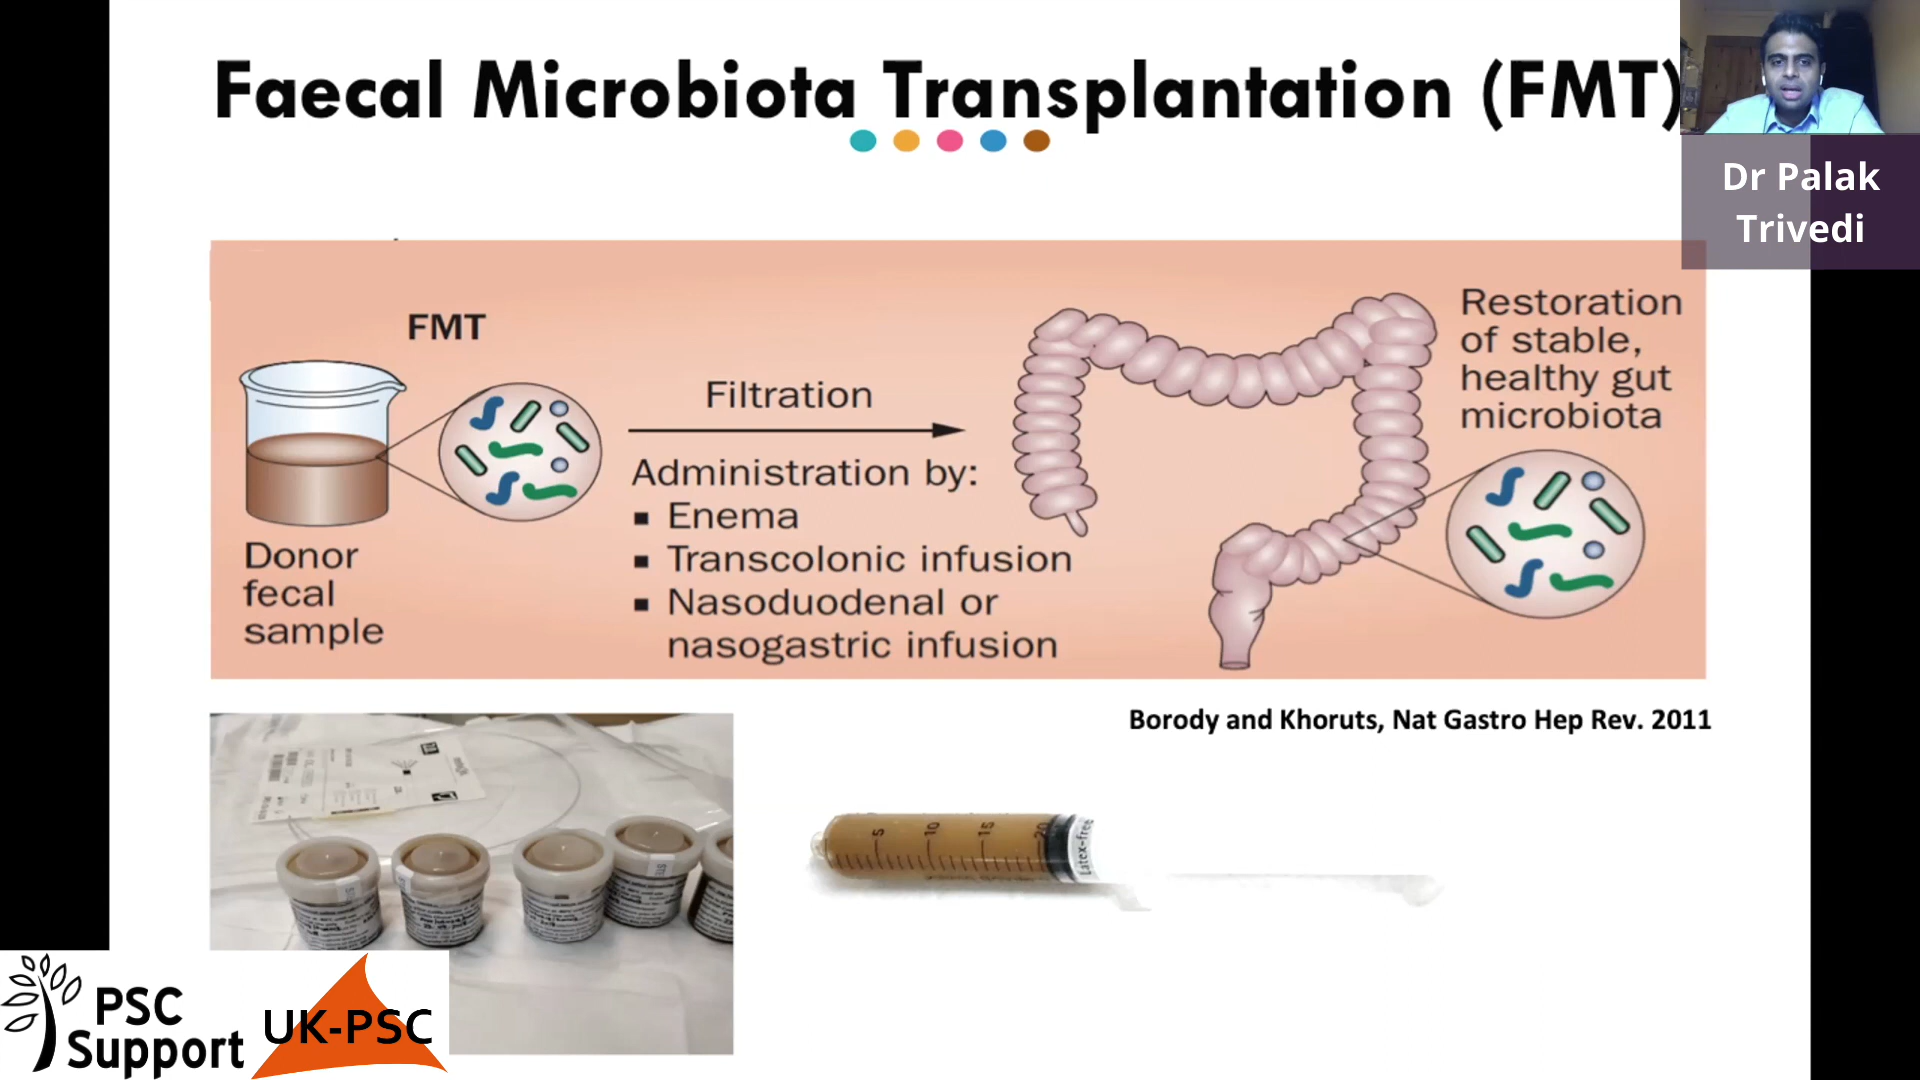 Faecal Microbiota Transplantation (FMT)
Dr Palak
Trivedi
FMT
Donor
fecal
sample
Filtration
Administration by:
▪ Enema
▪ Transcolonic infusion
▪ Nasoduodenal or
nasogastric infusion
Restoration
of stable,
healthy gut
microbiota
Borody and Khoruts, Nat Gastro Hep Rev. 2011
5
10
15
20
Latex-free
PSC
Support
UK-PSC